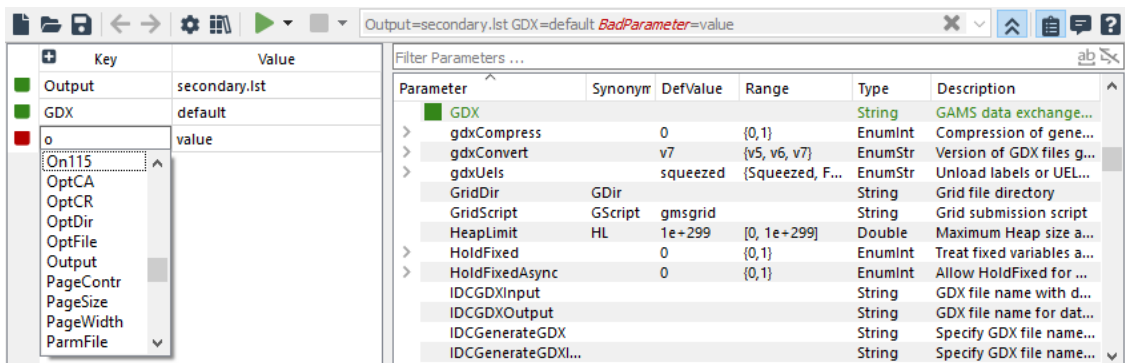 Output=secondary.lst GDX=default BadParameter=value
Key Value
Output secondary.lst
GDX default
o value
On115
OptCA
OptCR
OptDir
OptFile
Output
PageContr
PageSize
PageWidth
ParmFile
Filter Parameters ...
ab
Parameter Synonym DefValue Range Type Description
GDX String GAMS data exchange...
gdxCompress 0 {0,1} EnumInt Compression of gene...
gdxConvert v7 {v5, v6, v7} EnumStr Version of GDX files g...
gdxUels squeezed {Squeezed, F... EnumStr Unload labels or UEL...
GridDir GDir String Grid file directory
GridScript GScript gmsgrid String Grid submission script
HeapLimit HL 1e+299 [0, 1e+299] Double Maximum Heap size a...
HoldFixed 0 {0,1} EnumInt Treat fixed variables a...
HoldFixedAsync 0 {0,1} EnumInt Allow HoldFixed for ...
IDCGDXInput String GDX file name with d...
IDCGDXOutput String GDX file name for dat...
IDCGenerateGDX String Specify GDX file name...
IDCGenerateGDXI... String Specify GDX file name...